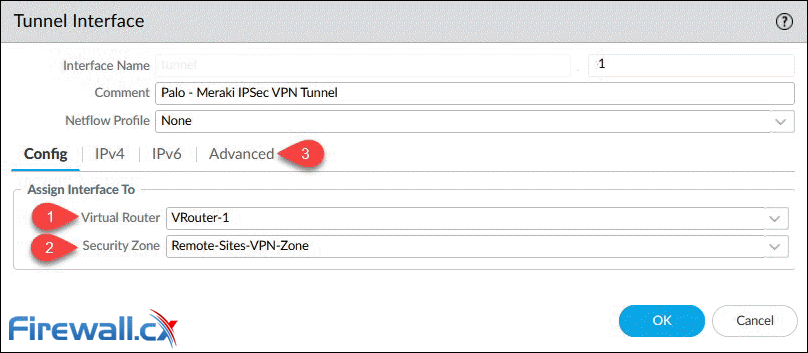 Tunnel Interface ?
Interface Name tunnel . 1
Comment Palo - Meraki IPSec VPN Tunnel
Netflow Profile None
Config IPv4 IPv6 Advanced 3
Assign Interface To
1 Virtual Router VRouter-1
2 Security Zone Remote-Sites-VPN-Zone
Firewall.cx OK Cancel